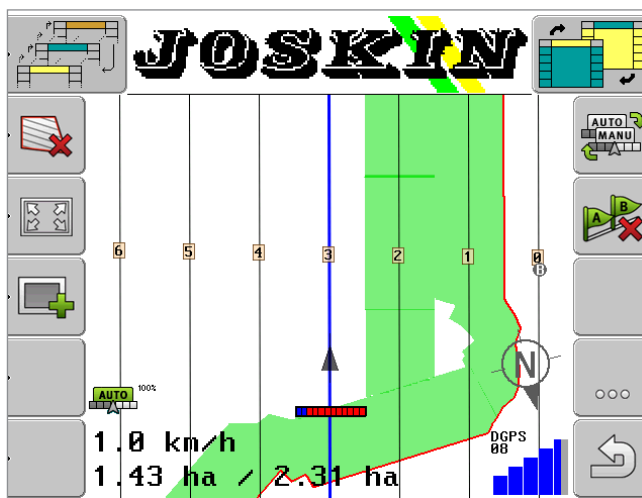 JOSKIN
AUTO
MANU
A B
6 5 4 3 2 1 0
B
N
AUTO 100%
DGPS
08
1.0 km/h
1.43 ha / 2.31 ha